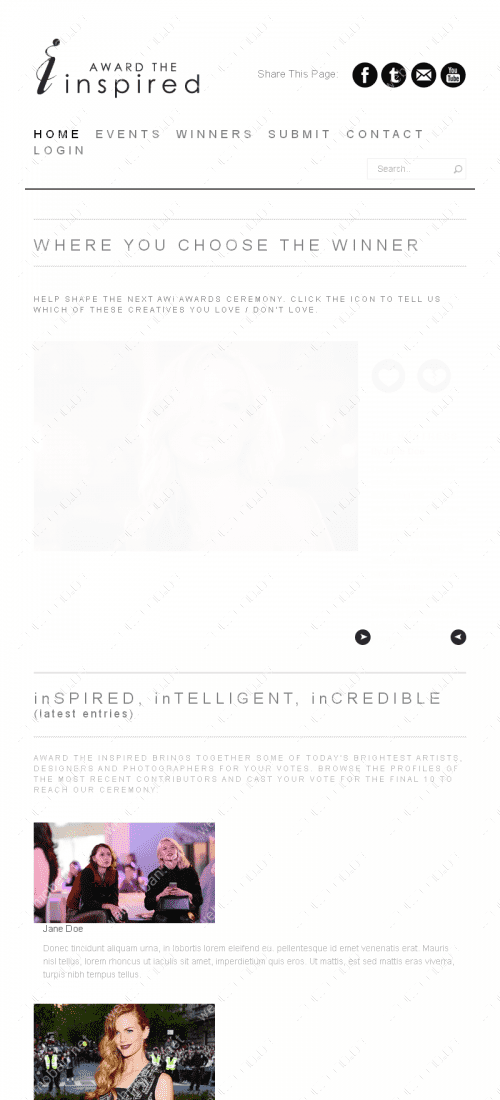 AWARD THE
inspired
Share This Page:
You
Tube
HOME EVENTS WINNERS SUBMIT CONTACT
LOGIN
Search...
WHERE YOU CHOOSE THE WINNER
HELP SHAPE THE NEXT AWi AWARDS CEREMONY. CLICK THE ICON TO TELL US
WHICH OF THESE CREATIVES YOU LOVE / DON'T LOVE.
inSPIRED, inTELLIGENT, inCREDIBLE
(latest entries)
AWARD THE INSPIRED BRINGS TOGETHER SOME OF TODAY'S BRIGHTEST ARTISTS,
DESIGNERS AND PHOTOGRAPHERS FOR YOUR VOTES. BROWSE THE PROFILES OF
THE MOST RECENT CONTRIBUTORS AND CAST YOUR VOTE FOR THE FINAL 10 TO
REACH OUR CEREMONY.
Jane Doe
Donec tincidunt aliquam urna, in lobortis lorem eleifend eu. pellentesque id emet venenatis erat. Mauris
nisl tellus, lorem rhoncus ut iaculis sit amet, imperdietium quis eros. Ut mattis, est sed mattis eras viverra,
turpis nibh tempus tellus.